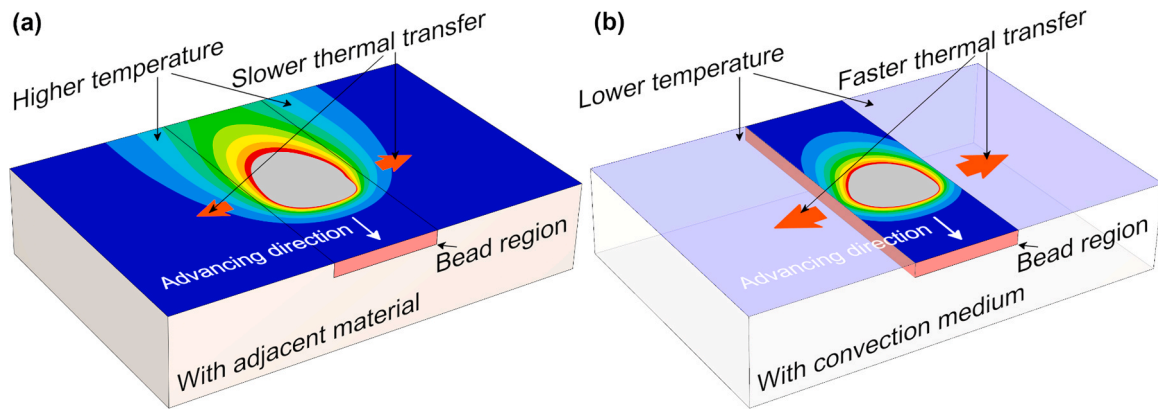 (a)
Higher temperature
Slower thermal transfer
Advancing direction
Bead region
With adjacent material
(b)
Lower temperature
Faster thermal transfer
Advancing direction
Bead region
With convection medium